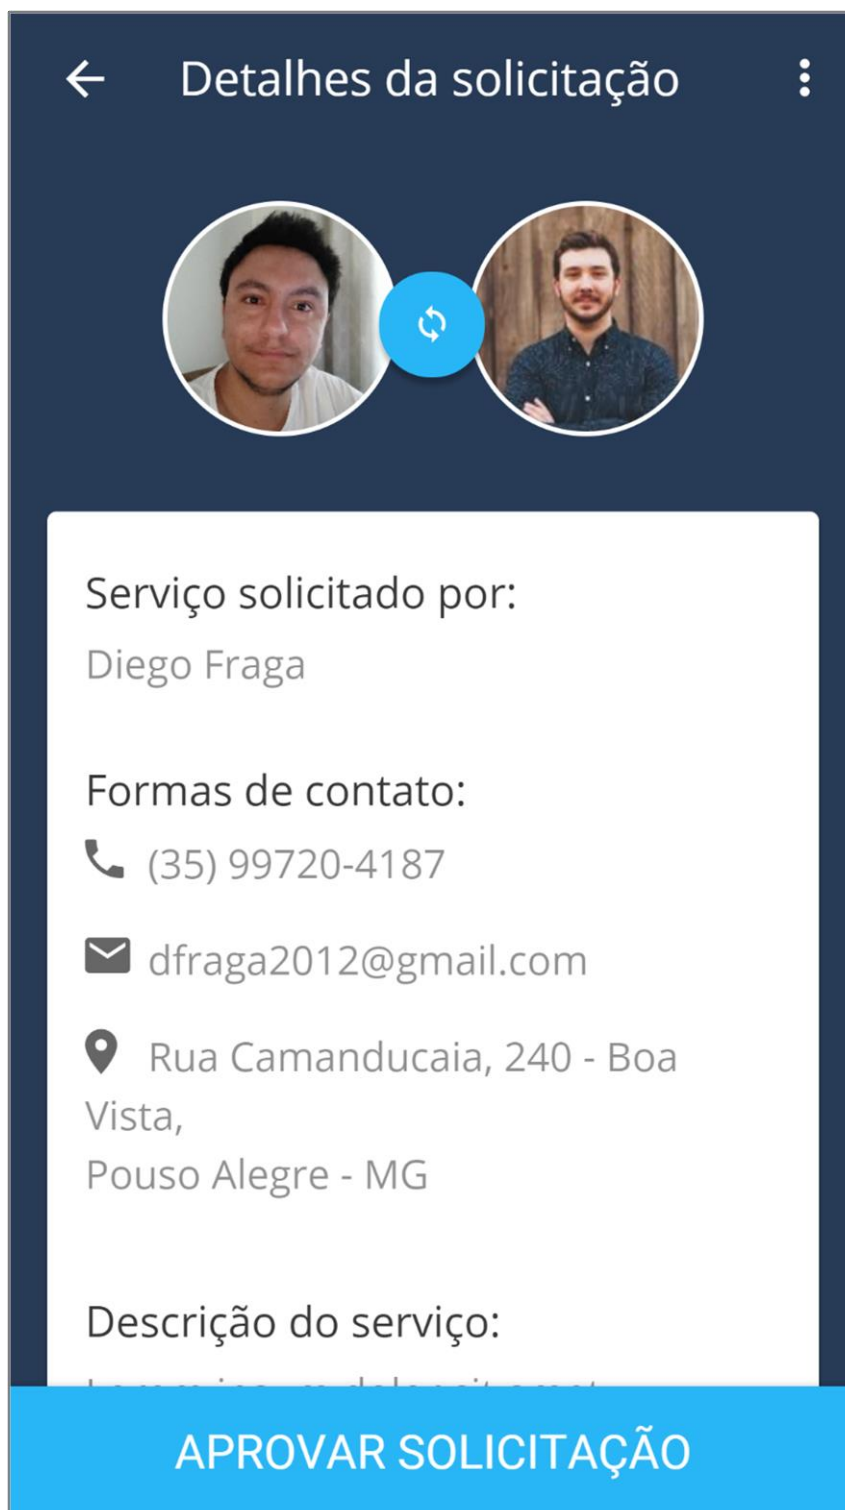 Detalhes da solicitação
Serviço solicitado por:
Diego Fraga
Formas de contato:
(35) 99720-4187
dfraga2012@gmail.com
Rua Camanducaia, 240 - Boa
Vista,
Pouso Alegre - MG
Descrição do serviço:
APROVAR SOLICITAÇÃO